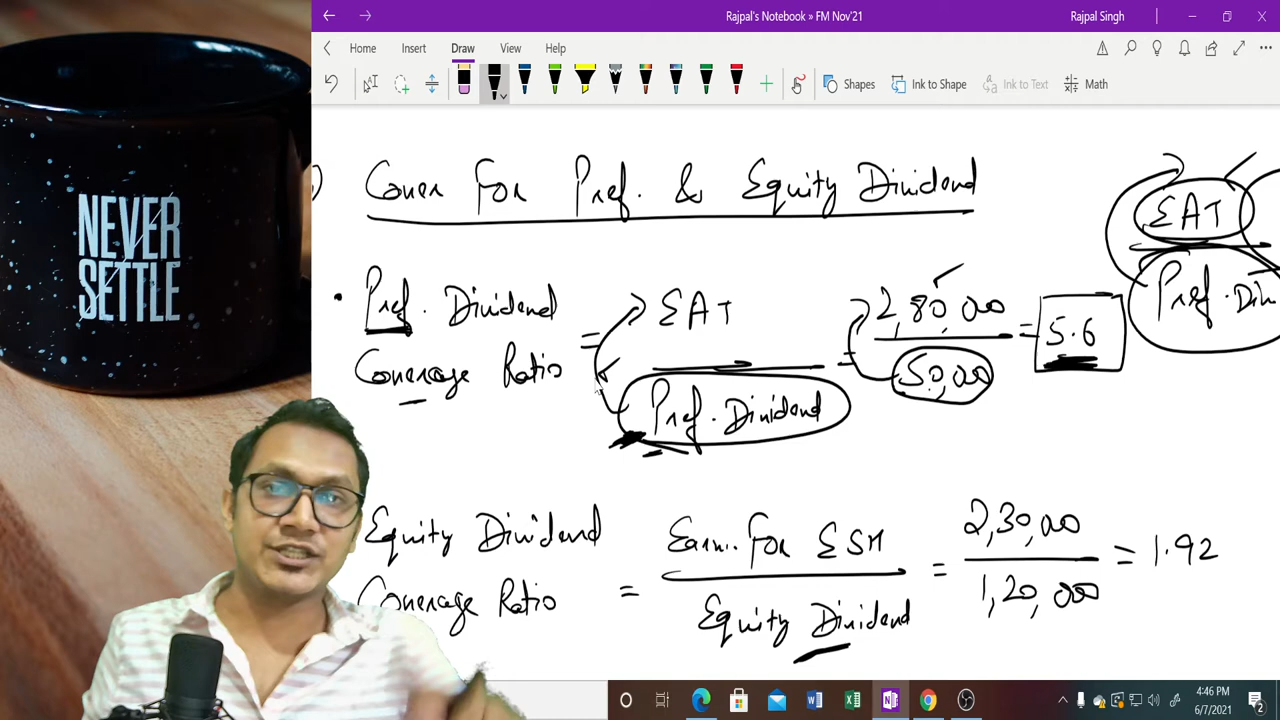 Rajpal's Notebook » FM Nov'21
Rajpal Singh
Home Insert Draw View Help
Shapes Ink to Shape Ink to Text Math
NEVER
SETTLE
Cover For Pref. & Equity Dividend
• Pref. Dividend
Coverage Ratio
= EAT
Pref. Dividend
= 2,80,000
50,000
= 5.6
EAT
Pref. Div
Equity Dividend
Coverage Ratio
= Earn. For ESH
Equity Dividend
= 2,30,000
1,20,000
= 1.92
4:46 PM
6/7/2021
2